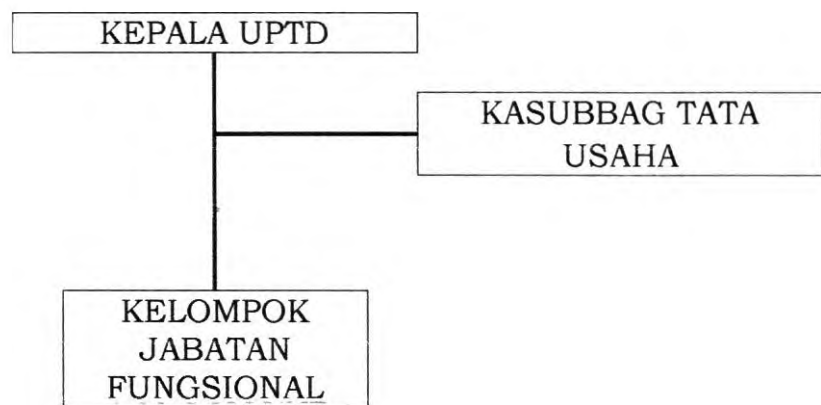 KEPALA UPTD
KASUBBAG TATA
USAHA
KELOMPOK
JABATAN
FUNGSIONAL